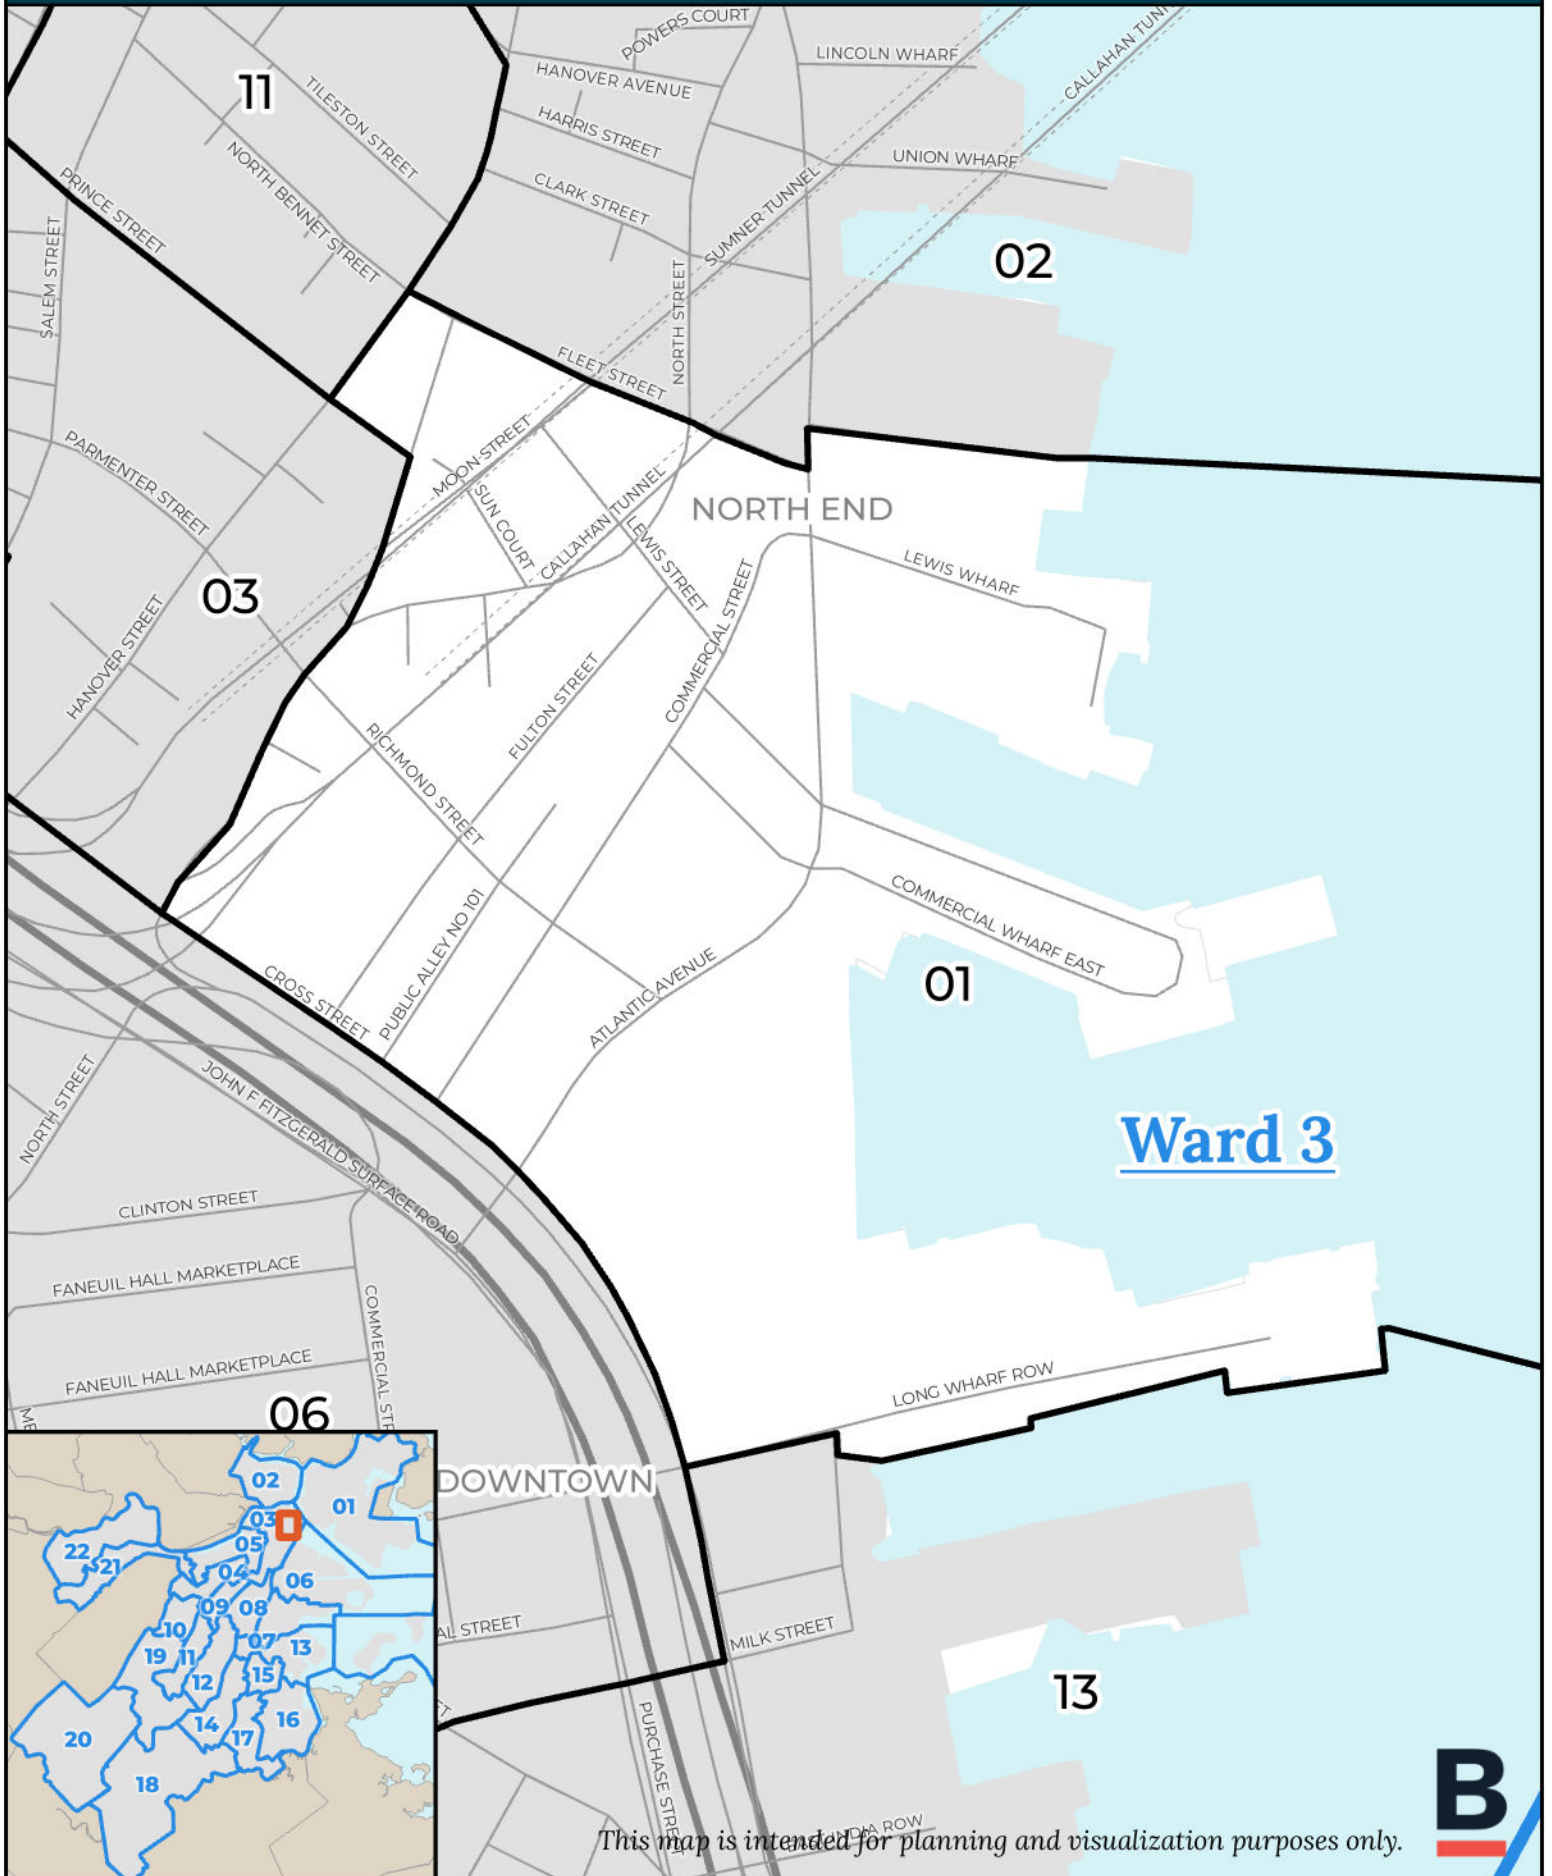 POWERS COURT
LINCOLN WHARF
HANOVER AVENUE
11
TILESTON STREET
HARRIS STREET
NORTH BENNET STREET
UNION WHARF
CLARK STREET
SUMNER TUNNEL
PRINCE STREET
SALEM STREET
NORTH STREET
02
FLEET STREET
PARMENTER STREET
MOON STREET
SUN COURT
CALLAHAN TUNNEL
NORTH END
LEWIS STREET
LEWIS WHARF
03
HANOVER STREET
COMMERCIAL STREET
FULTON STREET
RICHMOND STREET
COMMERCIAL WHARF EAST
01
PUBLIC ALLEY NO 101
CROSS STREET
ATLANTIC AVENUE
NORTH STREET
JOHN F FITZGERALD SURFACE ROAD
Ward 3
CLINTON STREET
FANEUIL HALL MARKETPLACE
FANEUIL HALL MARKETPLACE
LONG WHARF ROW
06
DOWNTOWN
MILK STREET
13
PURCHASE STREET
INDIA ROW
02
01
03
05
22
21
04
06
09
08
10
07
13
19
11
12
15
14
16
17
20
18
This map is intended for planning and visualization purposes only.
B